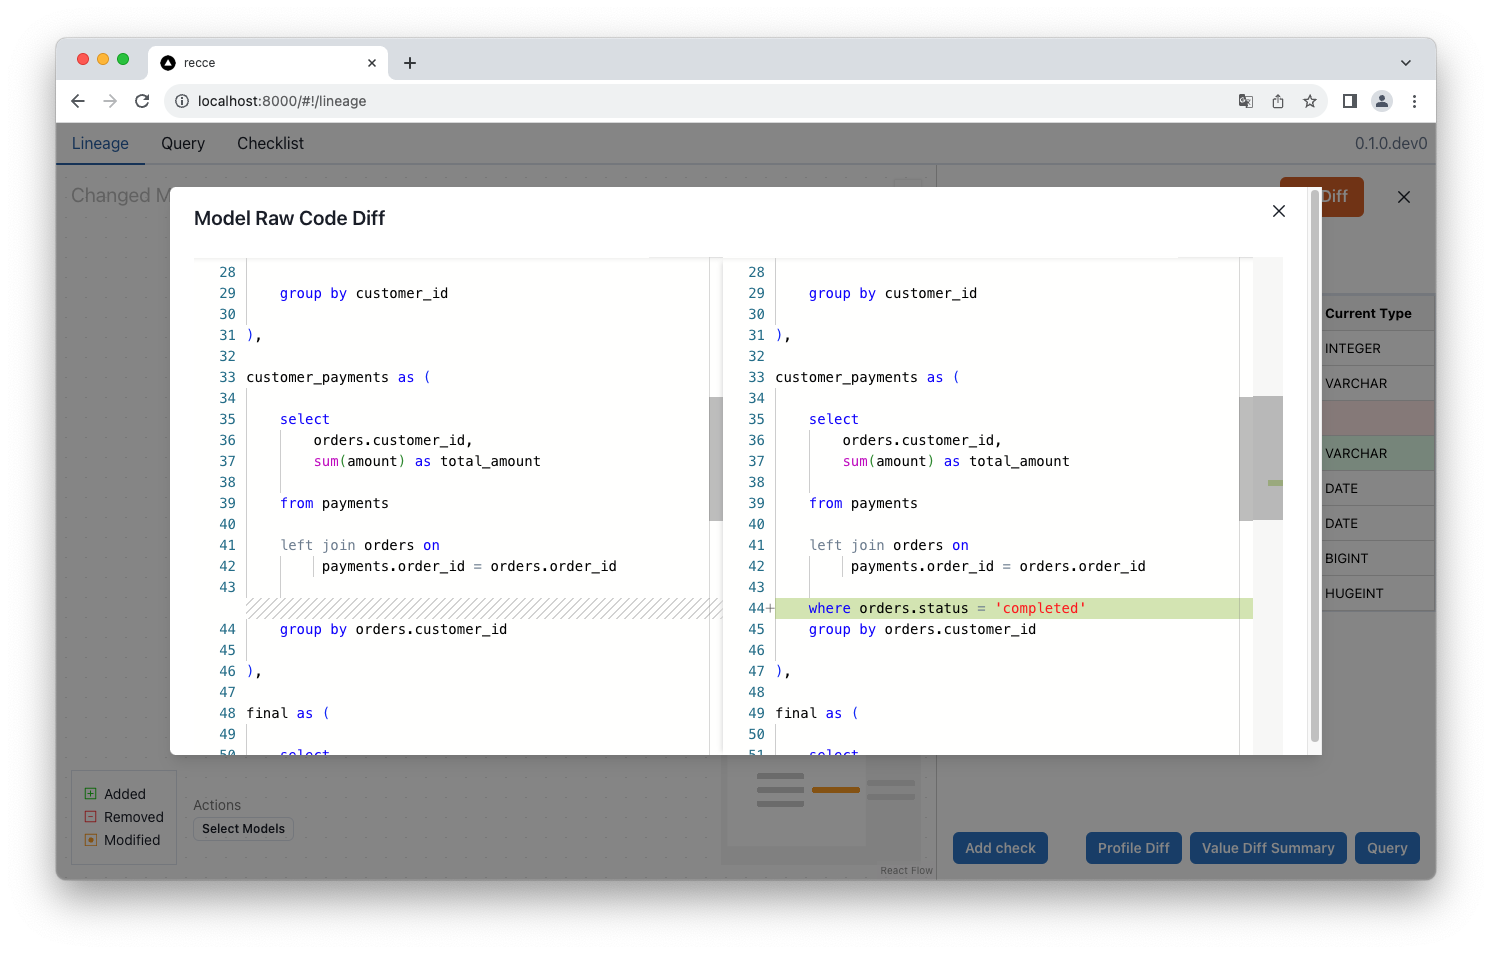 recce
localhost:8000/#!/lineage
Lineage Query Checklist 0.1.0.dev0
Changed M
Diff
Model Raw Code Diff
28
29 group by customer_id
30
31 ),
32
33 customer_payments as (
34
35 select
36 orders.customer_id,
37 sum(amount) as total_amount
38
39 from payments
40
41 left join orders on
42 payments.order_id = orders.order_id
43
44 group by orders.customer_id
45
46 ),
47
48 final as (
49
50 select
28
29 group by customer_id
30
31 ),
32
33 customer_payments as (
34
35 select
36 orders.customer_id,
37 sum(amount) as total_amount
38
39 from payments
40
41 left join orders on
42 payments.order_id = orders.order_id
43
44+ where orders.status = 'completed'
45 group by orders.customer_id
46
47 ),
48
49 final as (
50
51 select
Current Type
INTEGER
VARCHAR
VARCHAR
DATE
DATE
BIGINT
HUGEINT
Added
Removed
Modified
Actions
Select Models
React Flow
Add check Profile Diff Value Diff Summary Query